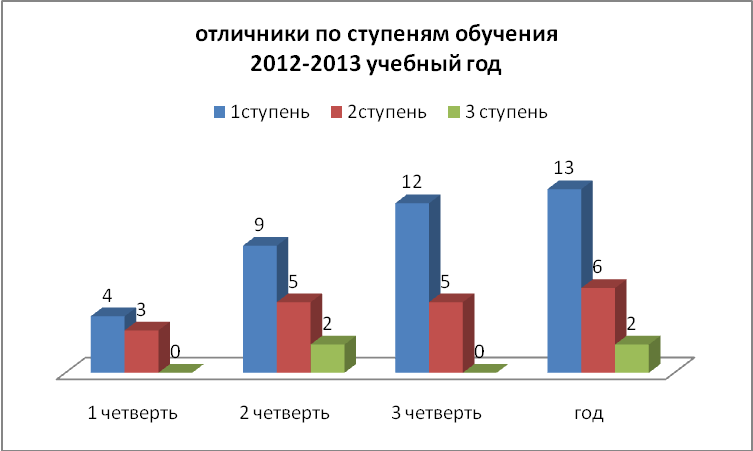 отличники по ступеням обучения
2012-2013 учебный год
1ступень 2ступень 3 ступень
4 3 0
9 5 2
12 5 0
13 6 2
1 четверть 2 четверть 3 четверть год